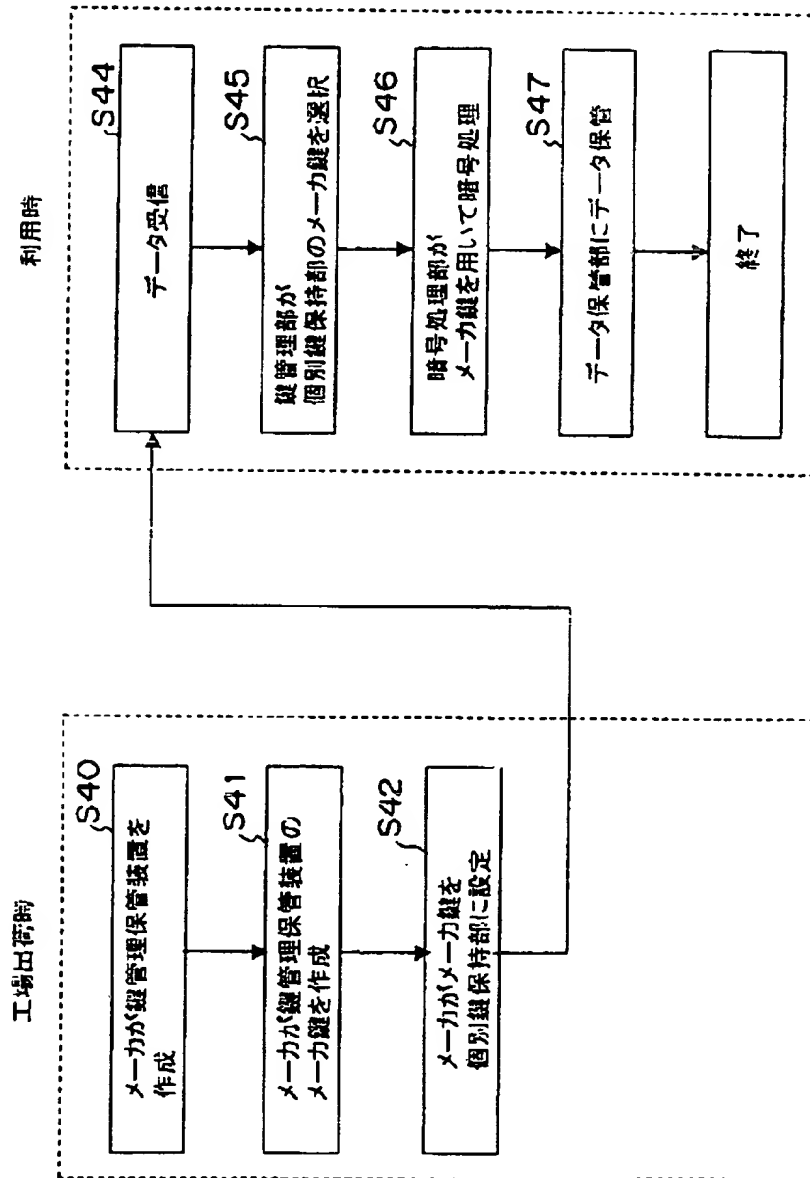 工場出荷時
S40
メーカが鍵管理保管装置を
作成
S41
メーカが鍵管理保管装置の
メーカ鍵を作成
S42
メーカがメーカ鍵を
個別鍵保持部に設定
利用時
S44
データ受信
S45
鍵管理部が
個別鍵保持部のメーカ鍵を選択
S46
暗号処理部が
メーカ鍵を用いて暗号処理
S47
データ保管部にデータ保管
終了